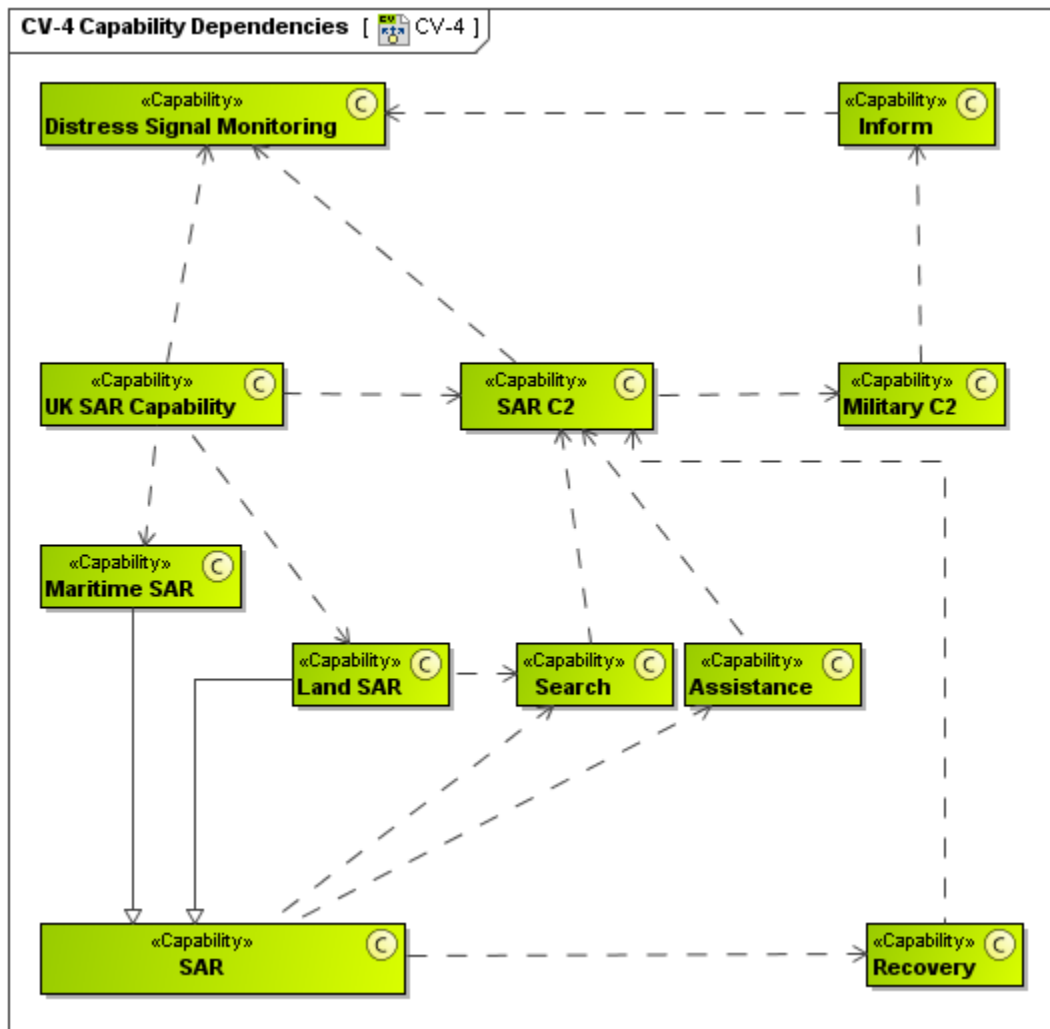 CV-4 Capability Dependencies [ CV CV-4 ]
«Capability» C
Distress Signal Monitoring
«Capability» C
Inform
«Capability» C
UK SAR Capability
«Capability» C
SAR C2
«Capability» C
Military C2
«Capability» C
Maritime SAR
«Capability» C
Land SAR
«Capability» C
Search
«Capability» C
Assistance
«Capability» C
SAR
«Capability» C
Recovery